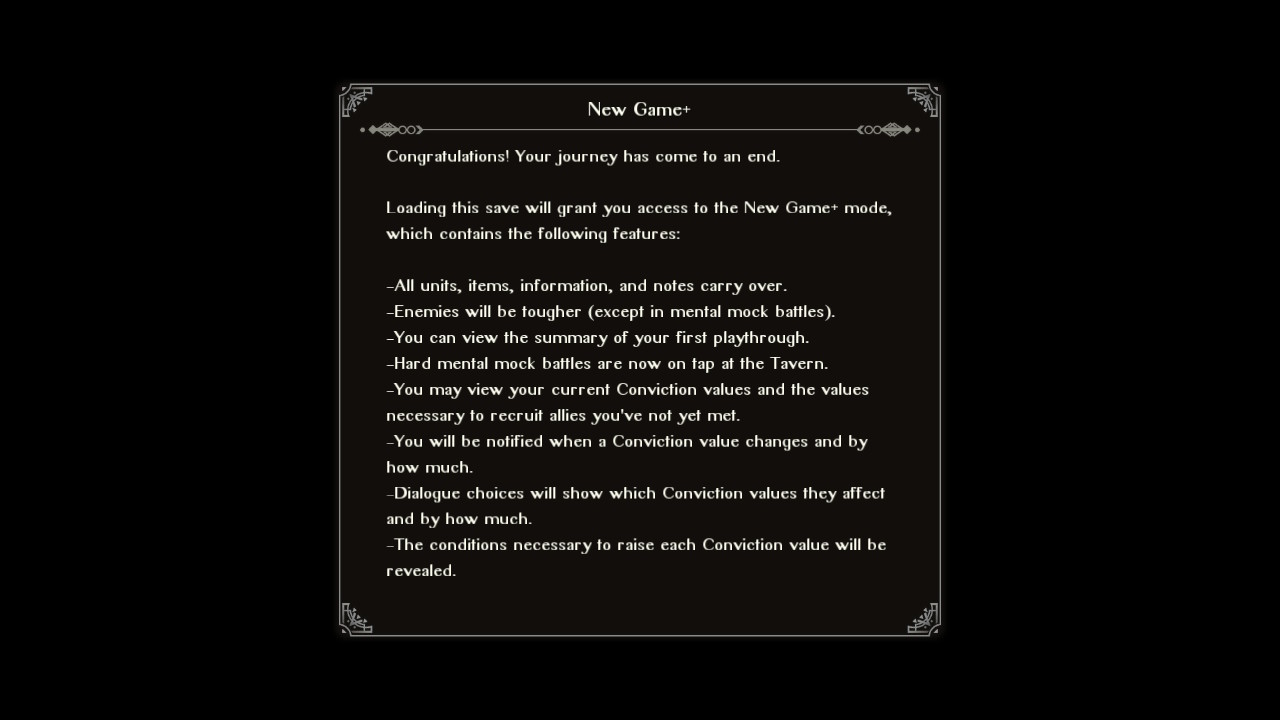 New Game+
Congratulations! Your journey has come to an end.
Loading this save will grant you access to the New Game+ mode,
which contains the following features:
-All units, items, information, and notes carry over.
-Enemies will be tougher (except in mental mock battles).
-You can view the summary of your first playthrough.
-Hard mental mock battles are now on tap at the Tavern.
-You may view your current Conviction values and the values
necessary to recruit allies you've not yet met.
-You will be notified when a Conviction value changes and by
how much.
-Dialogue choices will show which Conviction values they affect
and by how much.
-The conditions necessary to raise each Conviction value will be
revealed.